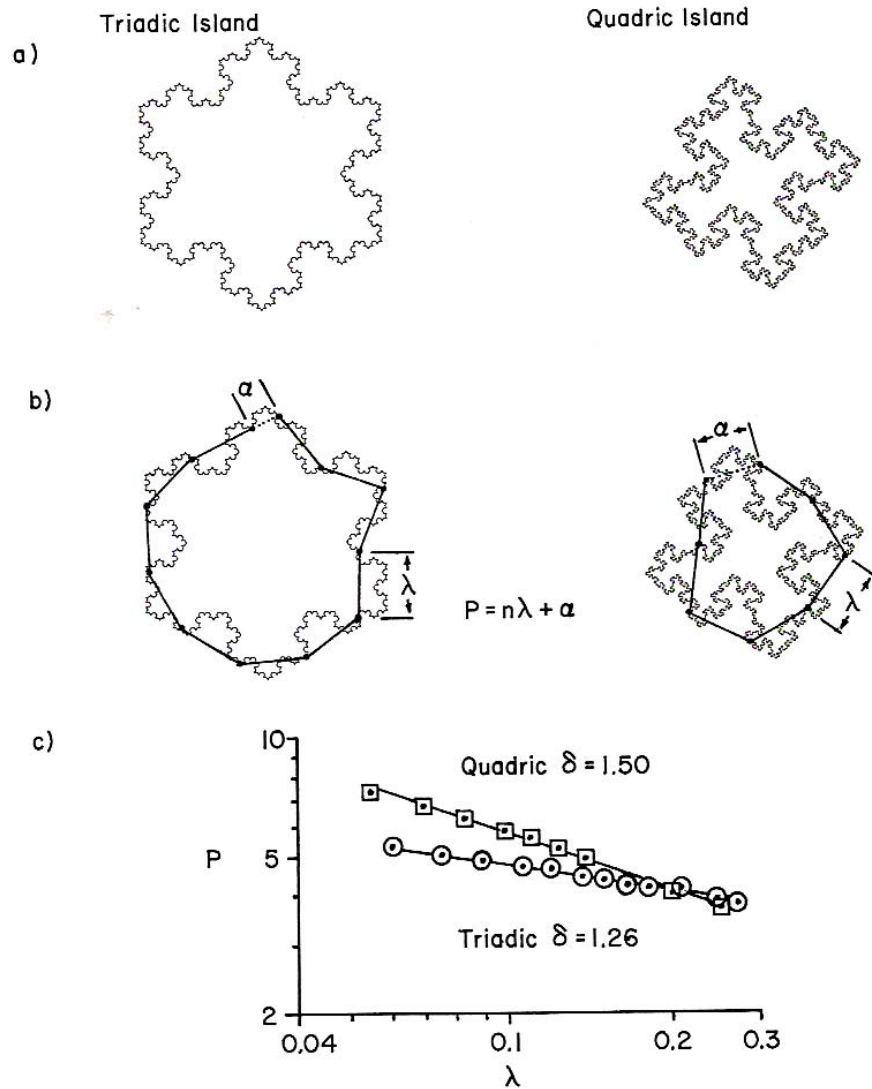 Triadic Island
Quadric Island
a)
b)
α
α
λ
λ
P = nλ + α
c)
10
5
2
P
Quadric δ = 1.50
Triadic δ = 1.26
0.04
0.1
0.2
0.3
λ